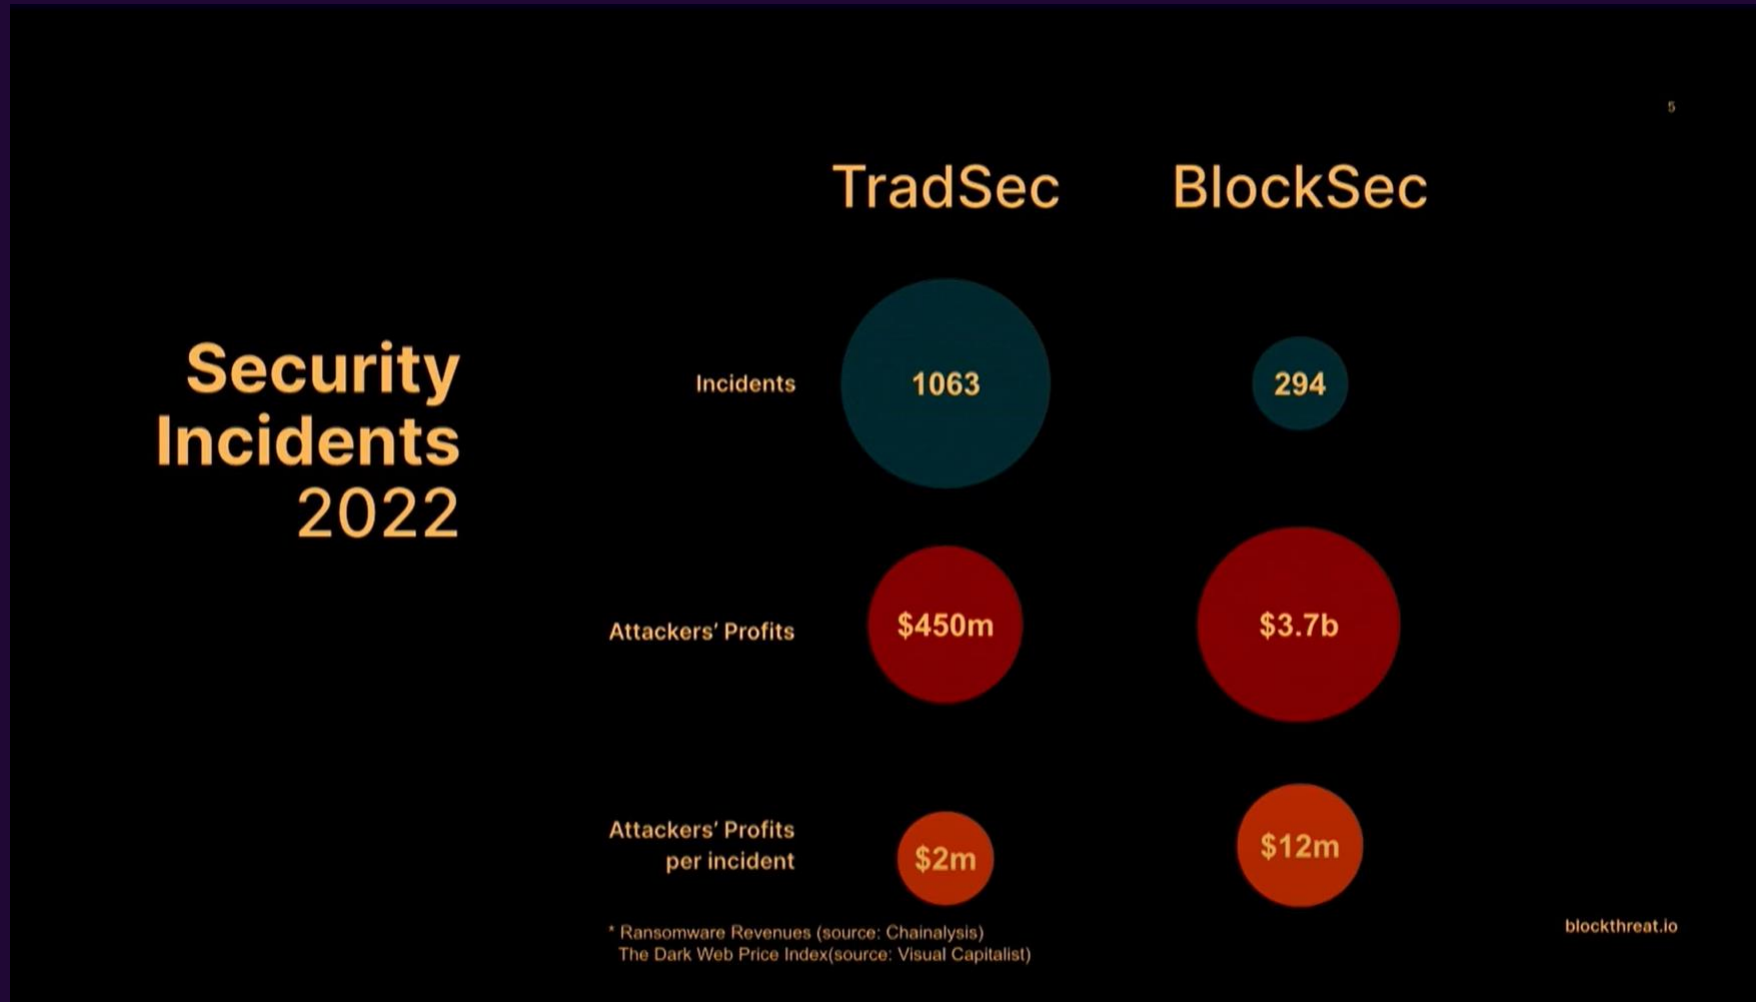 5
TradSec
BlockSec
Security
Incidents
2022
Incidents
1063
294
Attackers’ Profits
$450m
$3.7b
Attackers’ Profits
per incident
$2m
$12m
* Ransomware Revenues (source: Chainalysis)
The Dark Web Price Index(source: Visual Capitalist)
blockthreat.io